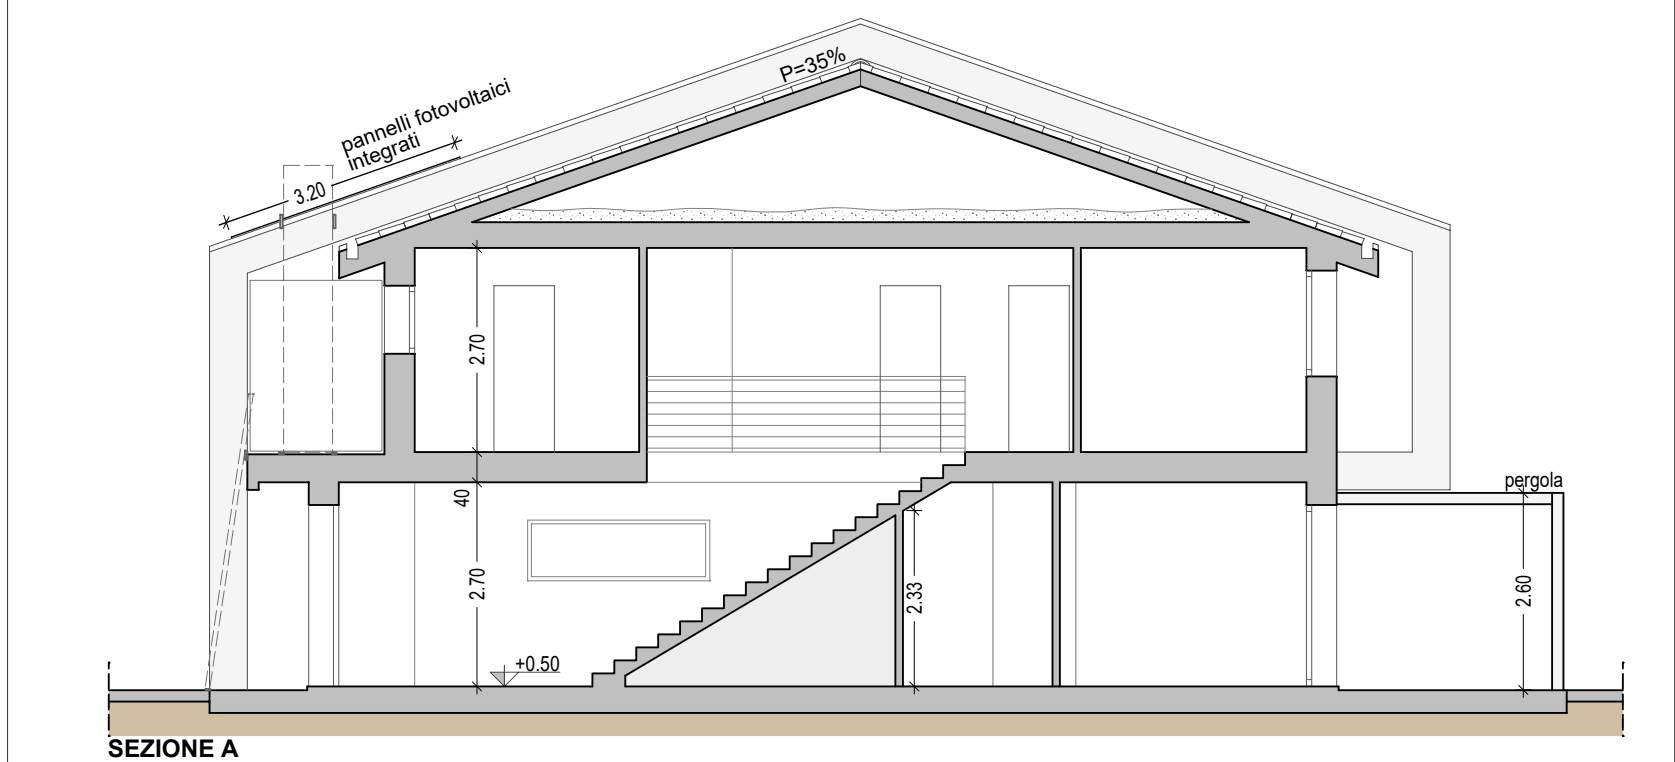 P=35%
pannelli fotovoltaici
integrati
3.20
2.70
40
pergola
2.70
2.33
2.60
+0.50
SEZIONE A